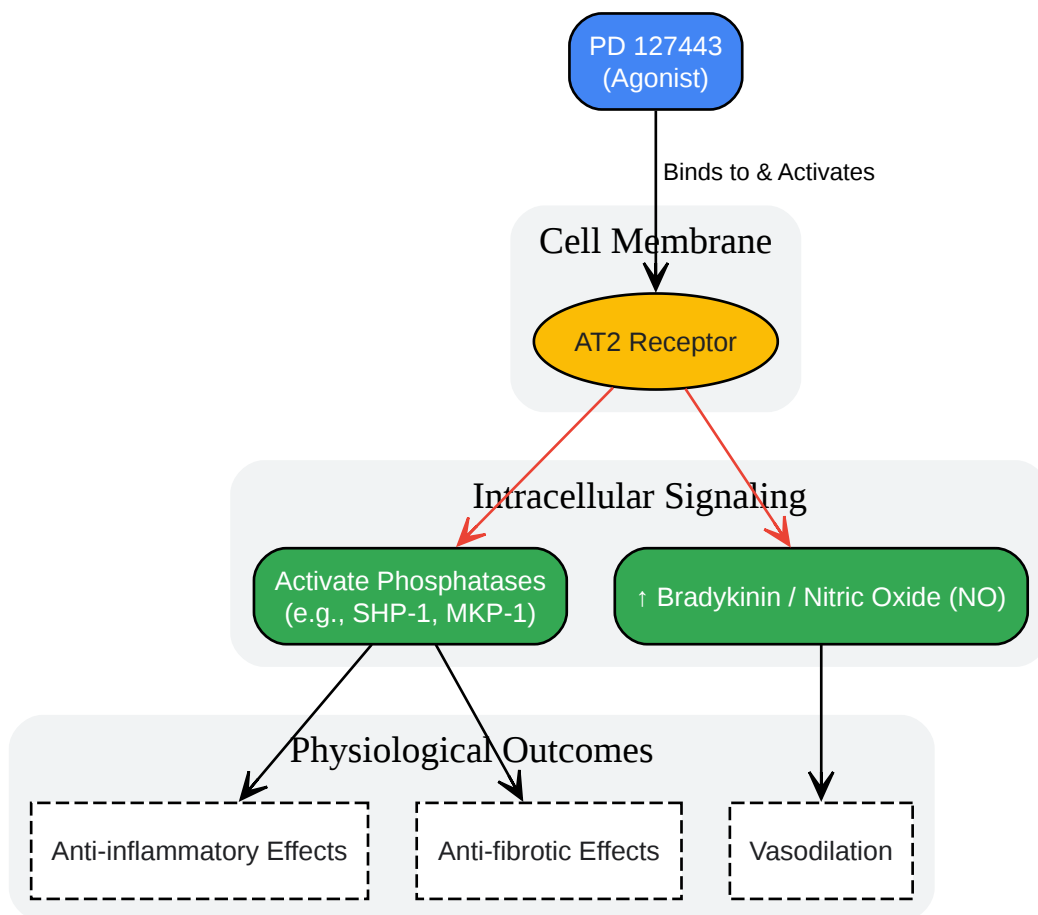 PD 127443
(Agonist)
Binds to & Activates
Cell Membrane
AT2 Receptor
Intracellular Signaling
Activate Phosphatases
(e.g., SHP-1, MKP-1)
↑ Bradykinin / Nitric Oxide (NO)
Physiological Outcomes
Anti-inflammatory Effects
Anti-fibrotic Effects
Vasodilation